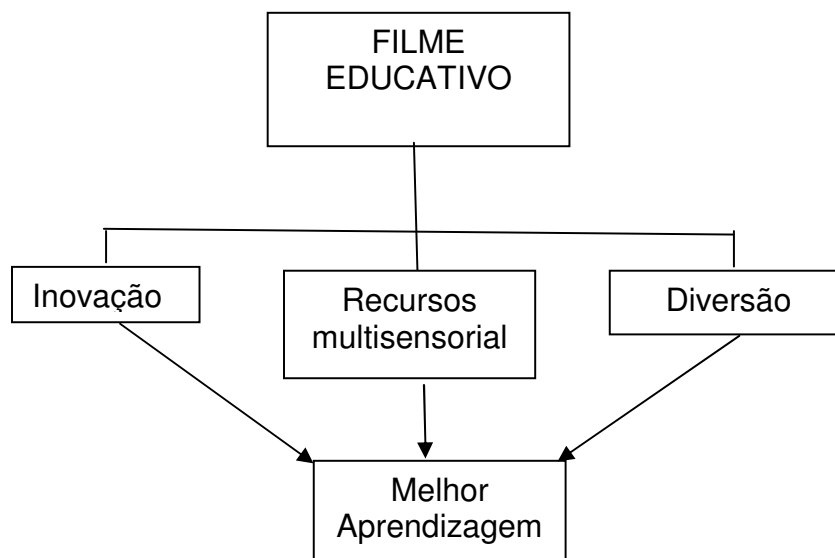 FILME
EDUCATIVO
Inovação
Recursos
multisensorial
Diversão
Melhor
Aprendizagem